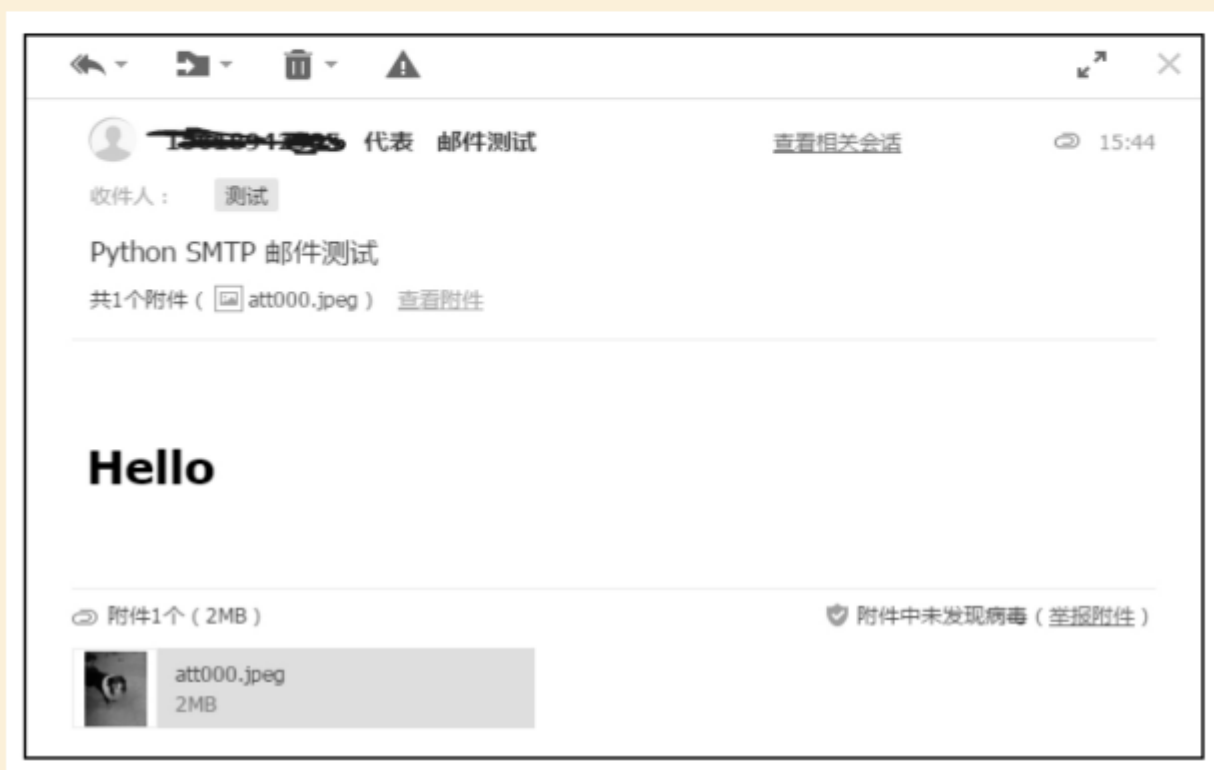 代表 邮件测试 查看相关会话 15:44
收件人： 测试
Python SMTP 邮件测试
共1个附件（att000.jpeg） 查看附件
Hello
附件1个（2MB） 附件中未发现病毒（举报附件）
att000.jpeg
2MB